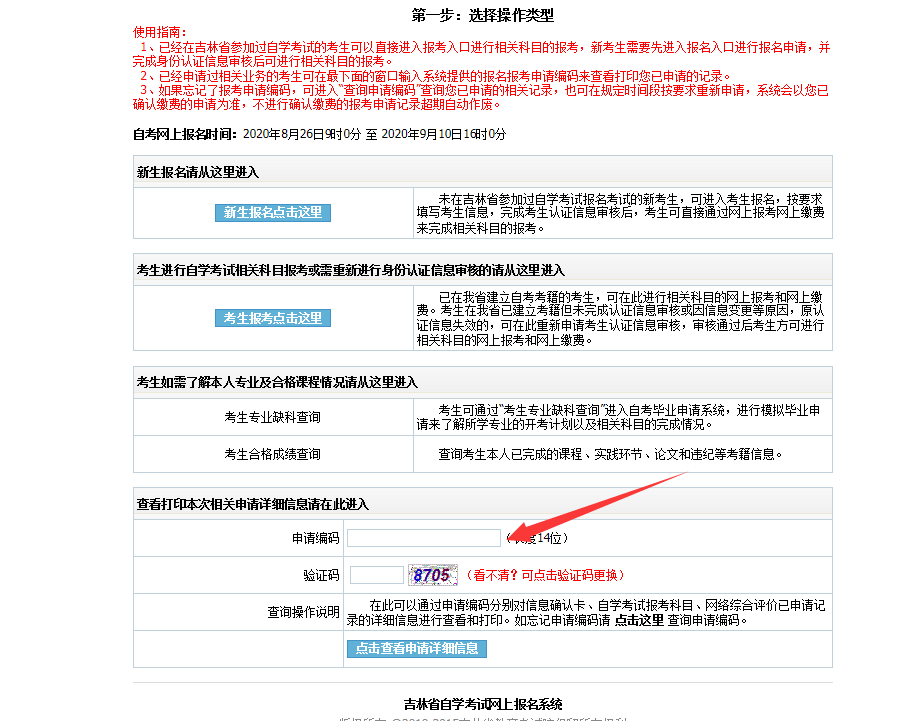 第一步：选择操作类型
使用指南：
1、已经在吉林省参加过自学考试的考生可以直接进入报考入口进行相关科目的报考，新考生需要先进入报名入口进行报名申请，并
完成身份认证信息审核后可进行相关科目的报考。
2、已经申请过相关业务的考生可在最下面的窗口输入系统提供的报名报考申请编码来查看打印您已申请的记录。
3、如果忘记了报考申请编码，可进入“查询申请编码”查询您已申请的相关记录，也可在规定时间段按要求重新申请，系统会以您已
确认缴费的申请为准，不进行确认缴费的报考申请记录超期自动作废。
自考网上报名时间：2020年8月26日9时0分 至 2020年9月10日16时0分
新生报名请从这里进入
新生报名点击这里
未在吉林省参加过自学考试报名考试的新考生，可进入考生报名，按要求
填写考生信息，完成考生认证信息审核后，考生可直接通过网上报考网上缴费
来完成相关科目的报考。
考生进行自学考试相关科目报考或需重新进行身份认证信息审核的请从这里进入
考生报考点击这里
已在我省建立自考考籍的考生，可在此进行相关科目的网上报考和网上缴
费。考生在我省已建立考籍但未完成认证信息审核或因信息变更等原因，原认
证信息失效的，可在此重新申请考生认证信息审核，审核通过后考生方可进行
相关科目的网上报考和网上缴费。
考生如需了解本人专业及合格课程情况请从这里进入
考生专业缺科查询
考生可通过“考生专业缺科查询”进入自考毕业申请系统，进行模拟毕业申
请来了解所学专业的开考计划以及相关科目的完成情况。
考生合格成绩查询
查询考生本人已完成的课程、实践环节、论文和违纪等考籍信息。
查看打印本次相关申请详细信息请在此进入
申请编码
度14位）
验证码
8705
（看不清？可点击验证码更换）
查询操作说明
在此可以通过申请编码分别对信息确认卡、自学考试报考科目、网络综合评价已申请记
录的详细信息进行查看和打印。如忘记申请编码请 点击这里 查询申请编码。
点击查看申请详细信息
吉林省自学考试网上报名系统